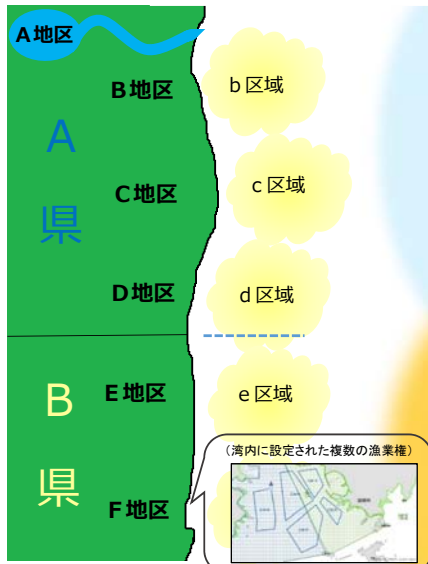 A地区
B地区
b区域
A
県
C地区
c区域
D地区
d区域
B
県
E地区
e区域
(湾内に設定された複数の漁業権)
F地区